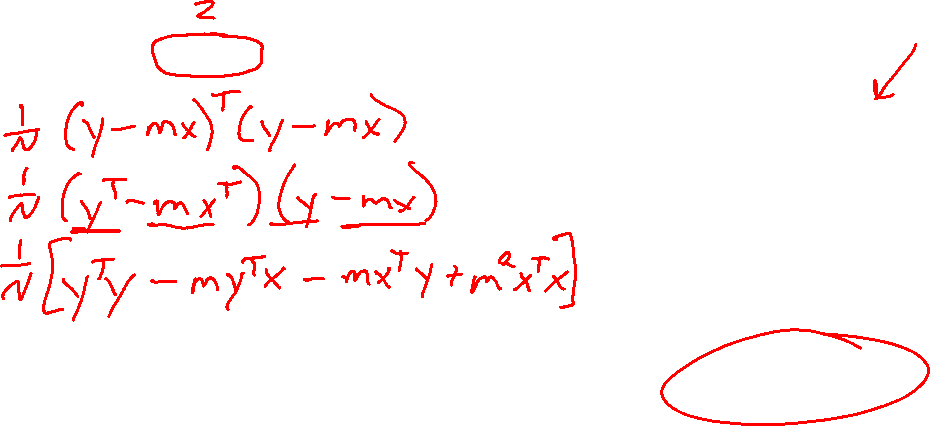 2
1/N (y - mx)^T (y - mx)
1/N (y^T - mx^T) (y - mx)
1/N [y^T y - my^T x - mx^T y + m^2 x^T x]